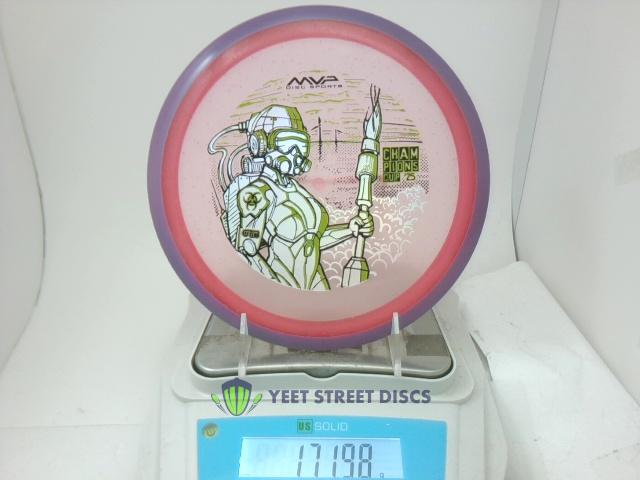 MVP
DISC SPORTS
CHAM
PIONS
CUP '25
YEET STREET DISCS
US SOLID
171.98 g